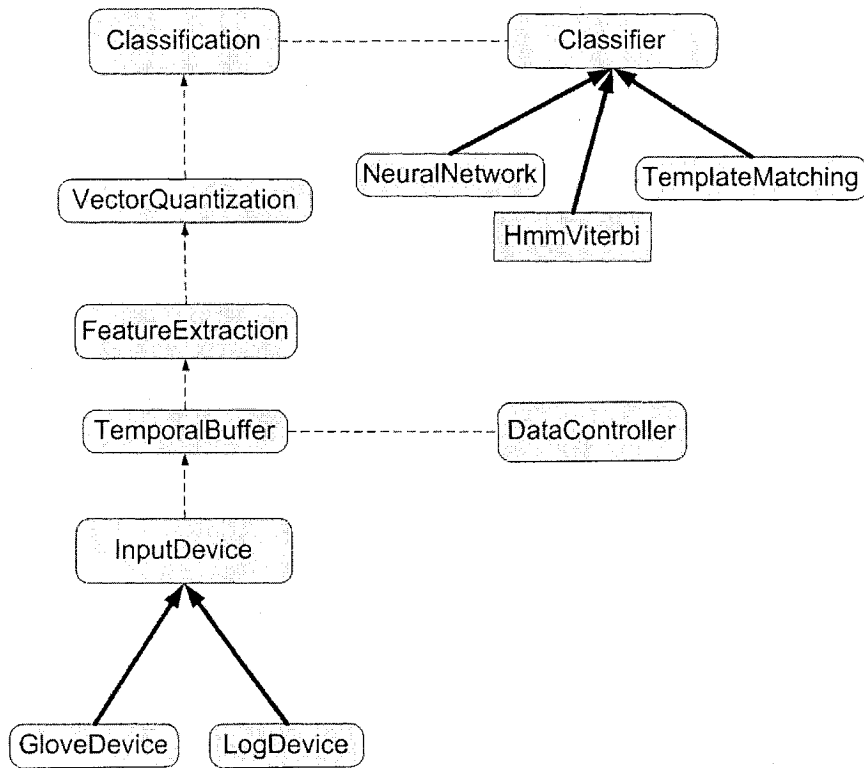 Classification
Classifier
NeuralNetwork
TemplateMatching
VectorQuantization
HmmViterbi
FeatureExtraction
TemporalBuffer
DataController
InputDevice
GloveDevice
LogDevice